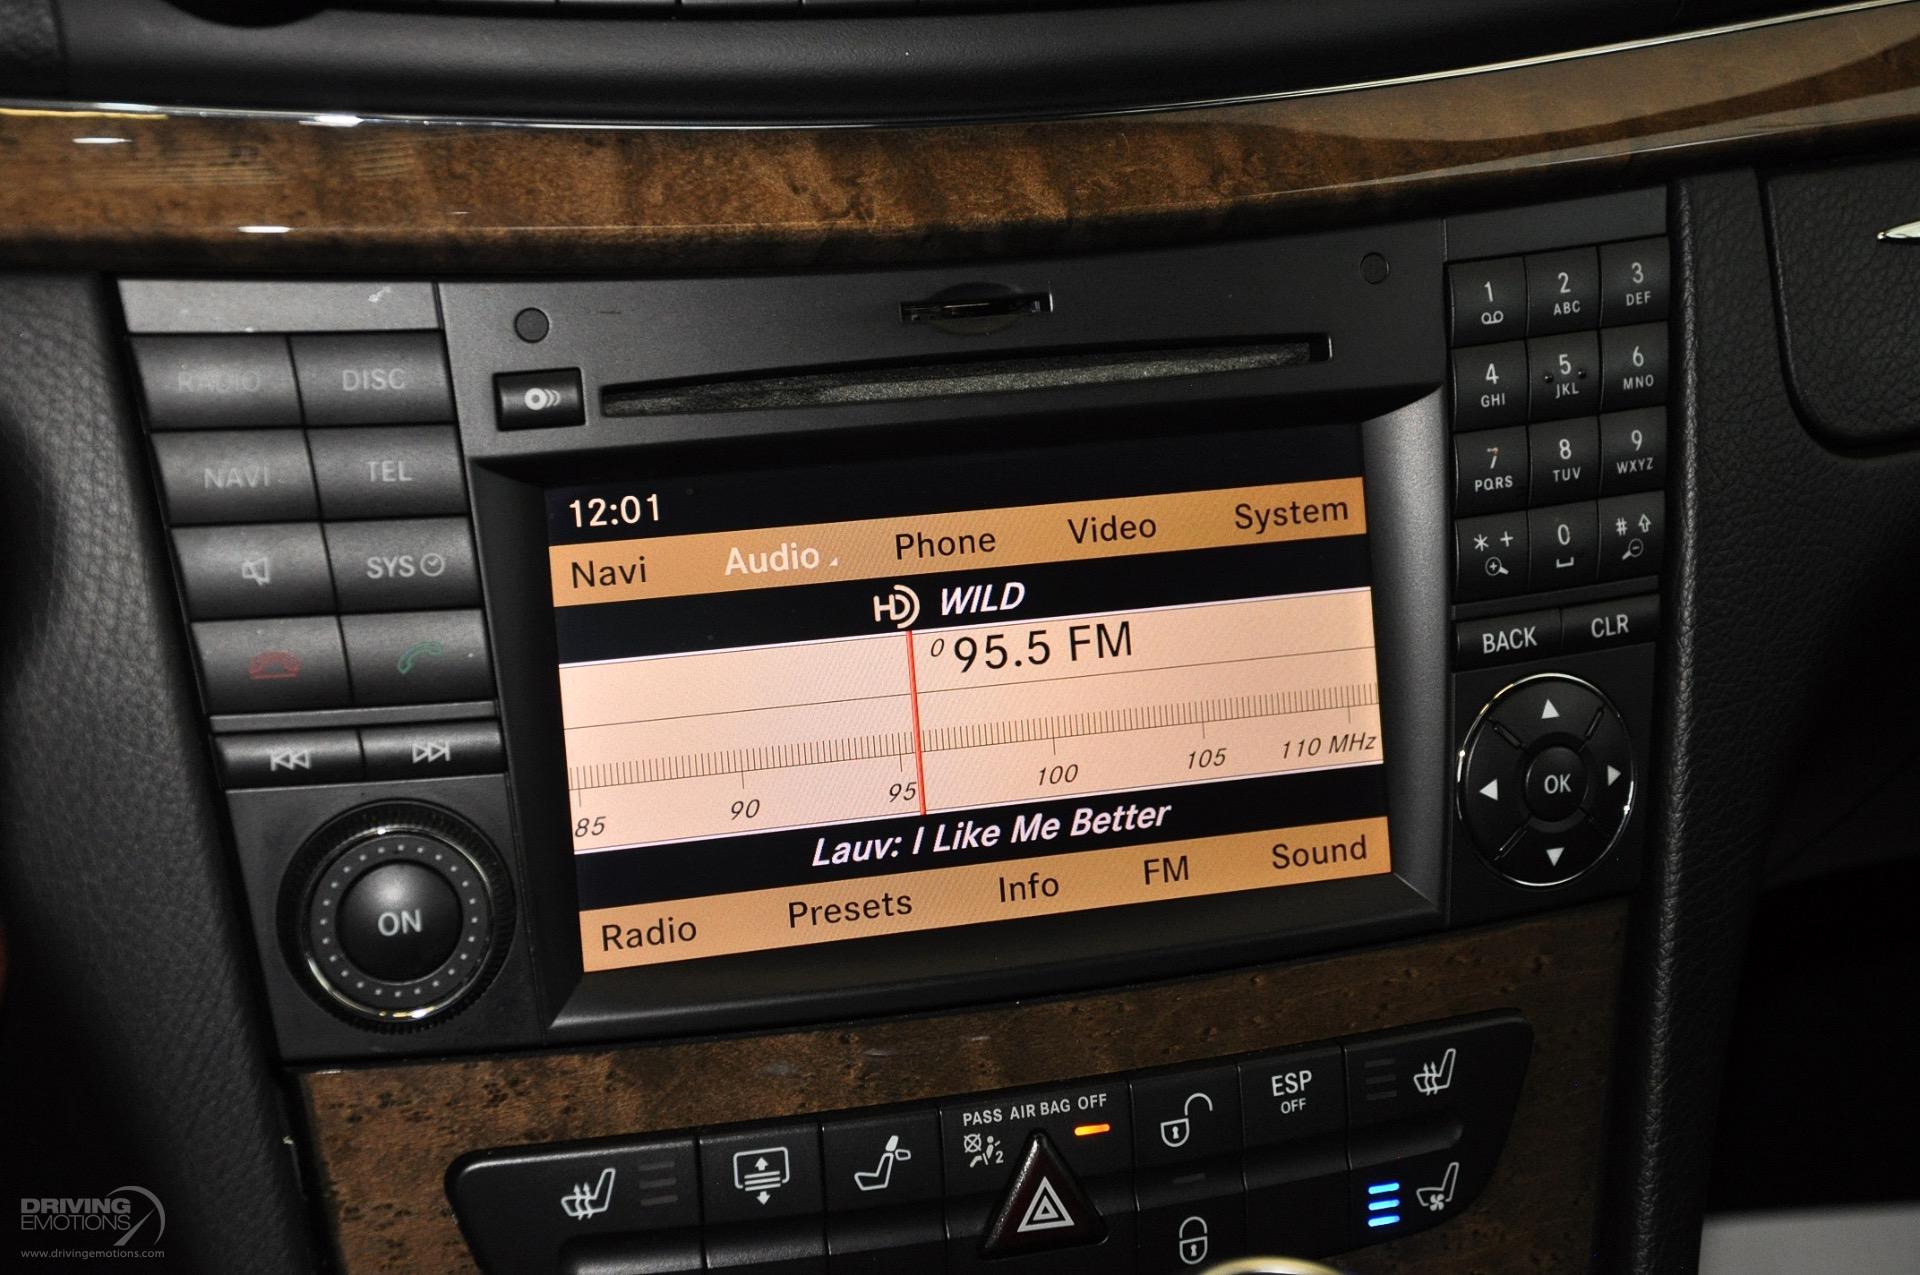 RADIO DISC
NAVI TEL
SYS
ON
12:01
Navi Audio Phone Video System
HD WILD
0 95.5 FM
85 90 95 100 105 110 MHz
Lauv: I Like Me Better
Radio Presets Info FM Sound
1 2 ABC 3 DEF
4 GHI 5 JKL 6 MNO
7 PQRS 8 TUV 9 WXYZ
* + 0 #
BACK CLR
OK
PASS AIR BAG OFF
2
ESP
OFF
DRIVING
EMOTIONS
www.drivingemotions.com